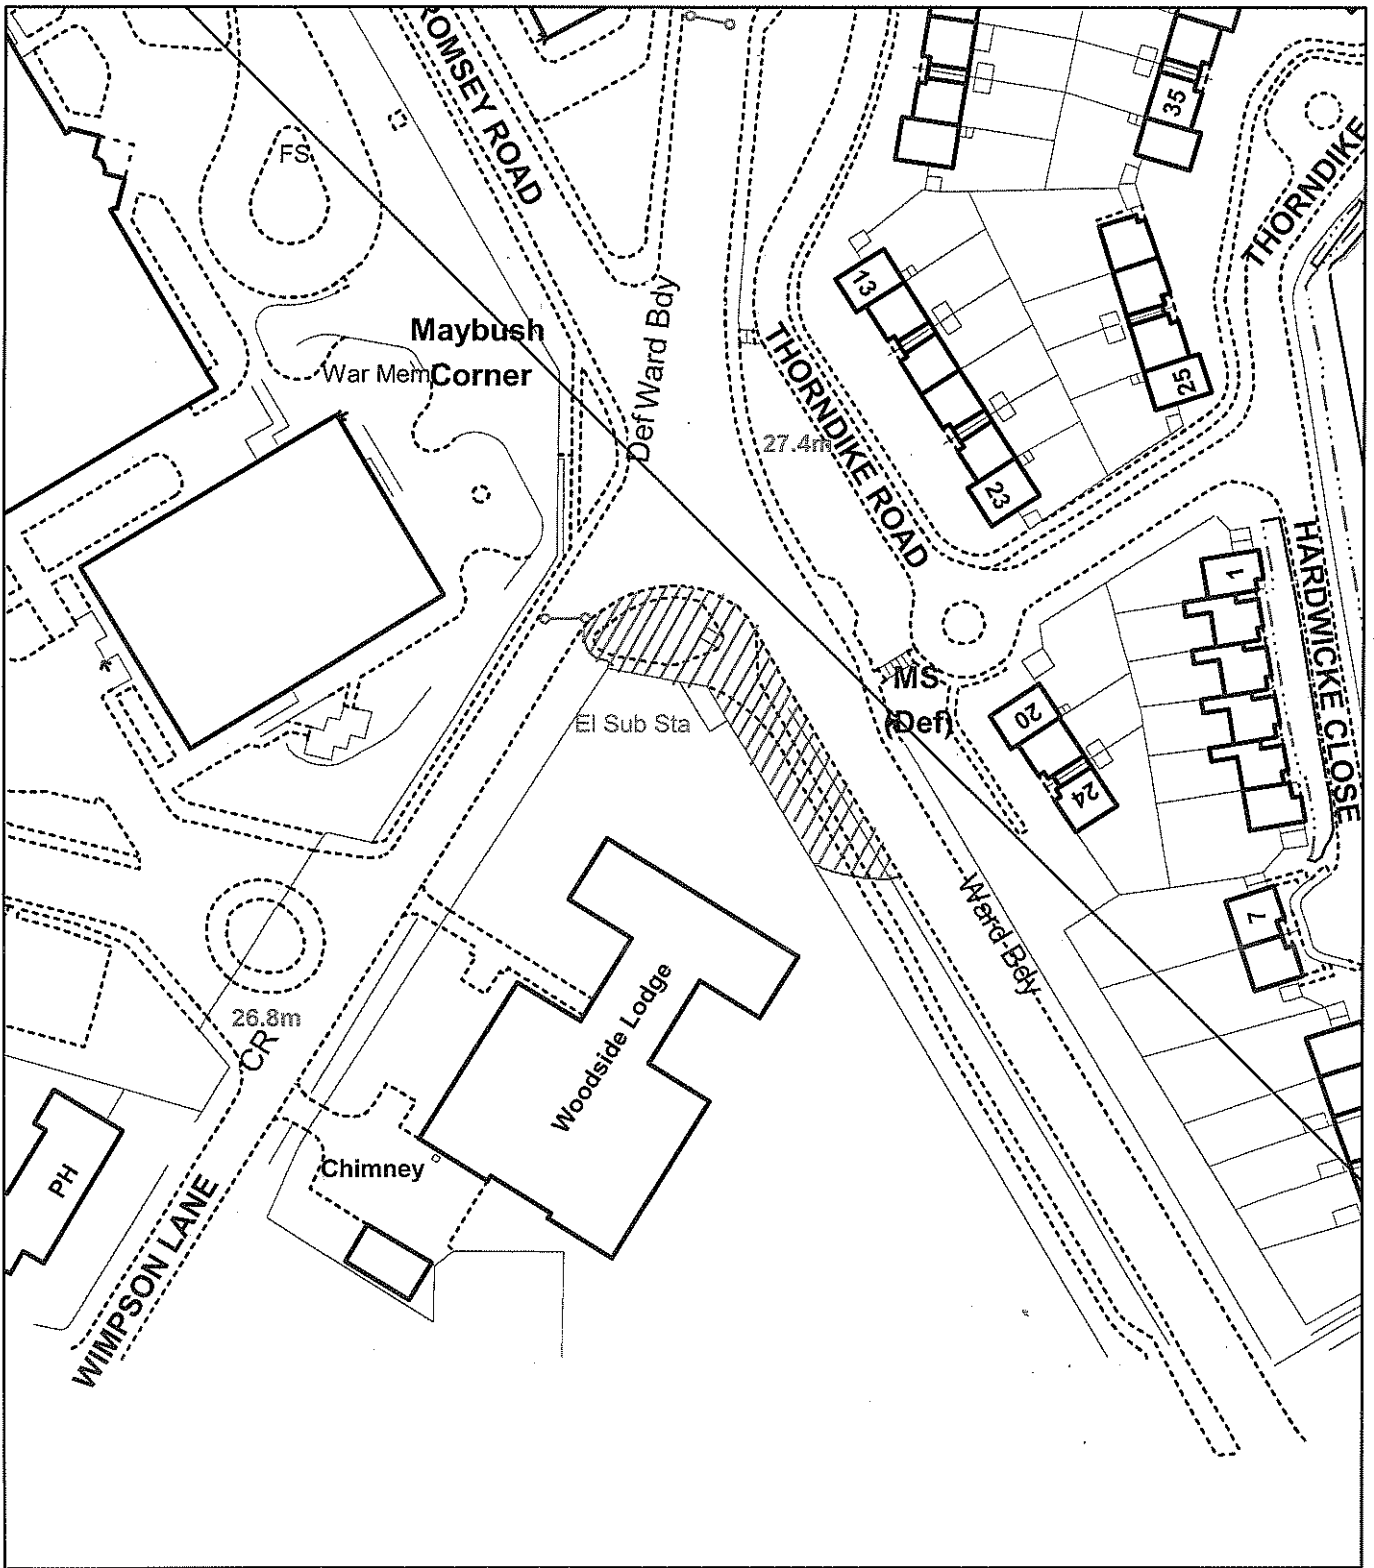 ROMSEY ROAD
FS
35
THORNDIKE
13
Def Ward Bdy
Maybush
Corner
War Mem
25
THORNDIKE ROAD
27.4m
23
HARDWICKE CLOSE
1
MS
(Def)
20
El Sub Sta
24
Ward Bdy
7
Woodside Lodge
26.8m
CR
Chimney
PH
WIMPSON LANE
THORNDIKE